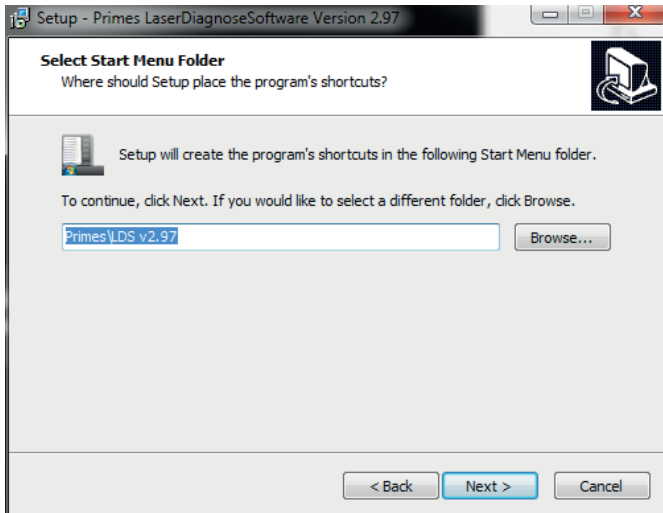 Setup - Primes LaserDiagnoseSoftware Version 2.97
Select Start Menu Folder
Where should Setup place the program's shortcuts?
Setup will create the program's shortcuts in the following Start Menu folder.
To continue, click Next. If you would like to select a different folder, click Browse.
Primes\LDS v2.97
Browse...
< Back
Next >
Cancel